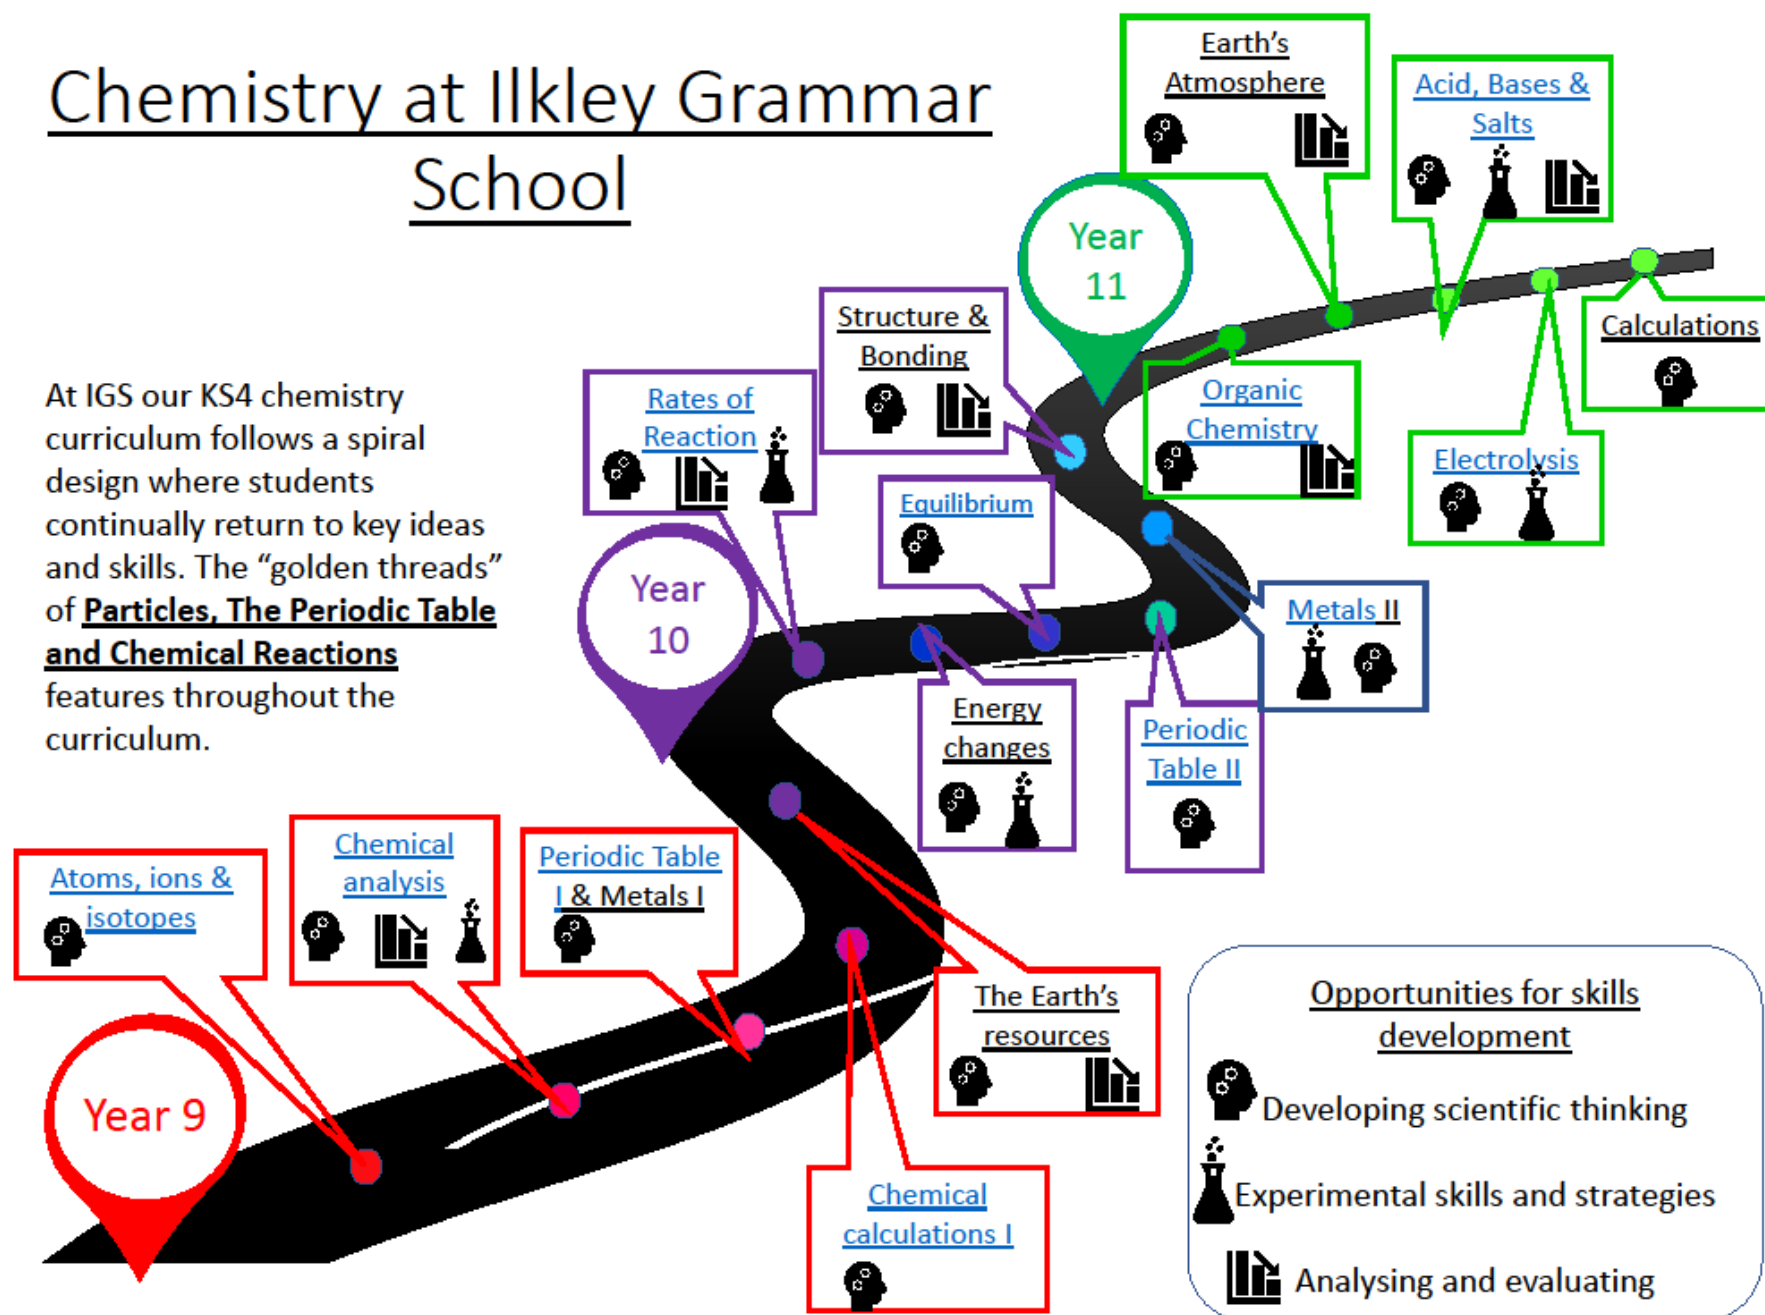 Chemistry at Ilkley Grammar
School
At IGS our KS4 chemistry
curriculum follows a spiral
design where students
continually return to key ideas
and skills. The “golden threads”
of Particles, The Periodic Table
and Chemical Reactions
features throughout the
curriculum.
Year 9
Atoms, ions &
isotopes
Chemical
analysis
Periodic Table
I & Metals I
Chemical
calculations I
The Earth’s
resources
Year
10
Rates of
Reaction
Energy
changes
Equilibrium
Periodic
Table II
Metals II
Structure &
Bonding
Year
11
Organic
Chemistry
Earth’s
Atmosphere
Acid, Bases &
Salts
Electrolysis
Calculations
Opportunities for skills
development
Developing scientific thinking
Experimental skills and strategies
Analysing and evaluating